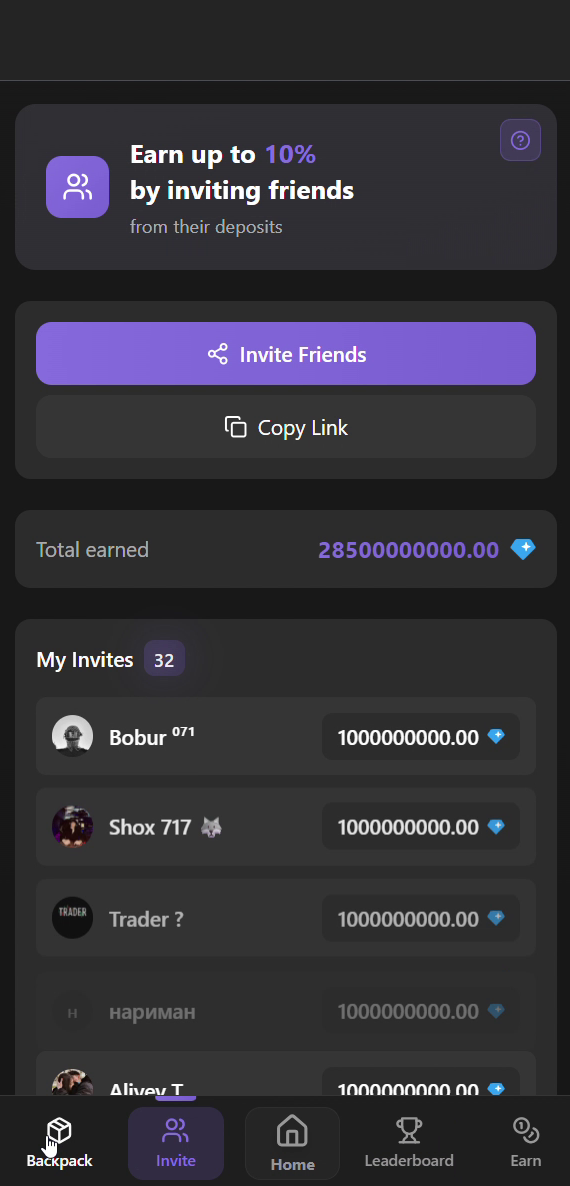 Earn up to 10%
by inviting friends
from their deposits
Invite Friends
Copy Link
Total earned 28500000000.00
My Invites 32
Bobur ⁰⁷¹ 1000000000.00
Shox 717 🐺 1000000000.00
TRADER
Trader ? 1000000000.00
н нариман 1000000000.00
Aliyev T 1000000000.00
Backpack Invite Home Leaderboard Earn